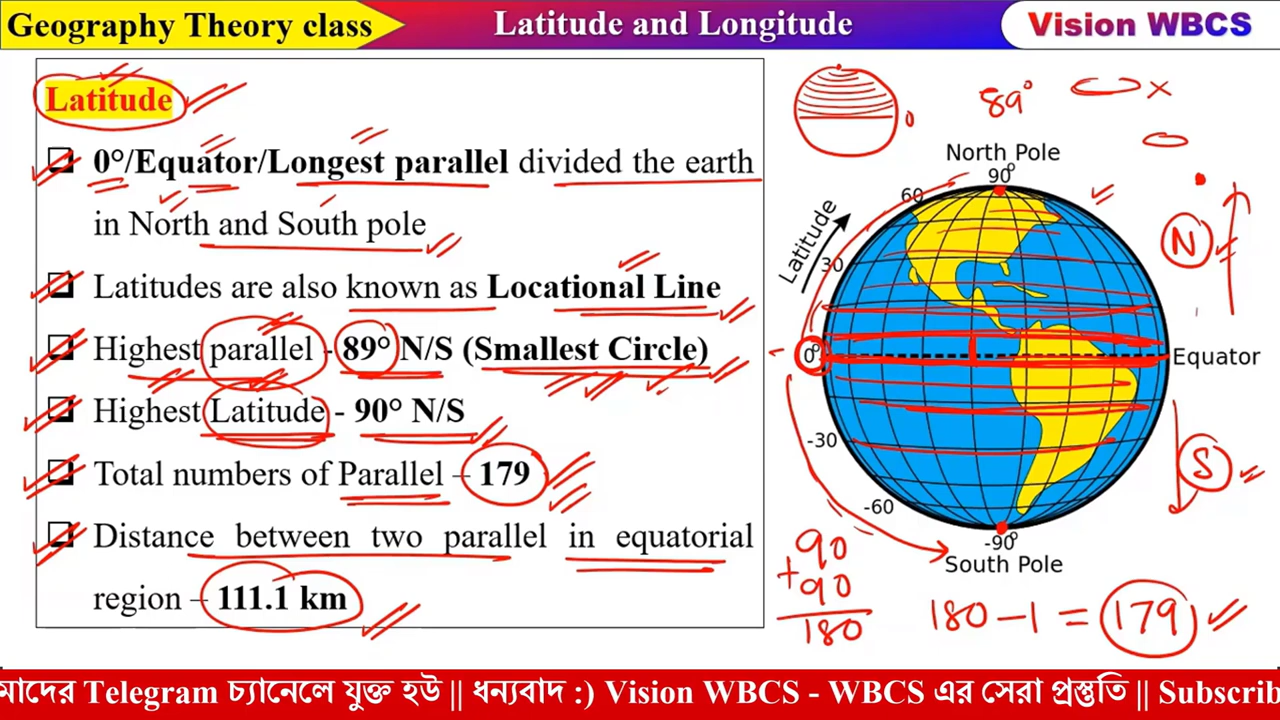 Geography Theory class
Latitude and Longitude
Vision WBCS
Latitude
0°/Equator/Longest parallel divided the earth
in North and South pole
Latitudes are also known as Locational Line
Highest parallel - 89° N/S (Smallest Circle)
Highest Latitude - 90° N/S
Total numbers of Parallel – 179
Distance between two parallel in equatorial
region – 111.1 km
0
89°
North Pole
90°
60
Latitude
30
0°
Equator
-30
-60
-90°
South Pole
N
S
90
+90
180
180-1 = 179
মাদের Telegram চ্যানেলে যুক্ত হউ || ধন্যবাদ :) Vision WBCS - WBCS এর সেরা প্রস্তুতি || Subscrib